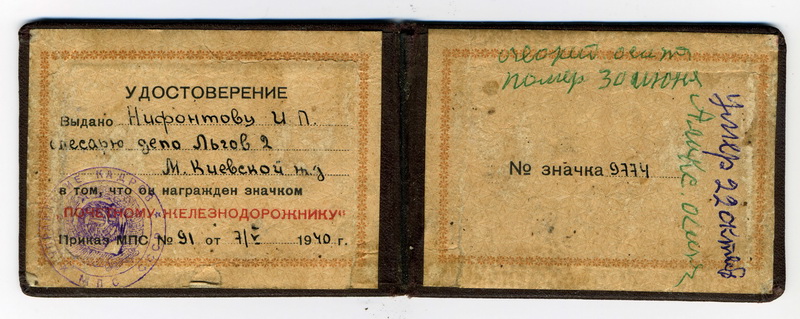 УДОСТОВЕРЕНИЕ
Выдано Нифонтову И П.
слесарю депо Льгов 2
М. Киевской ж д
в том, что он награжден значком
ПОЧЕТНОМУ „ЖЕЛЕЗНОДОРОЖНИКУ"
Приказ МПС № 91 от 7/V 1940 г.
№ значка 9774
помер 30 июня
умер 22 октяб